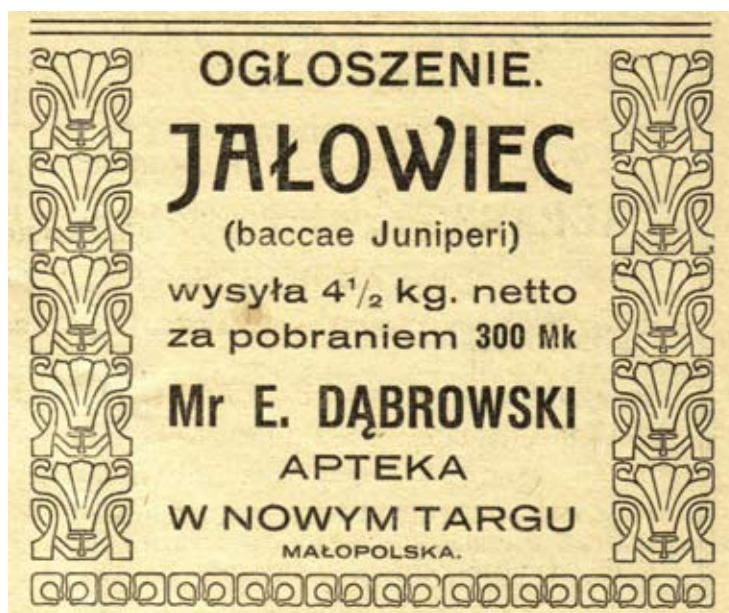 OGŁOSZENIE.
JAŁOWIEC
(baccae Juniperi)
wysyła 4¹/₂ kg. netto
za pobraniem 300 Mk
Mr E. DĄBROWSKI
APTEKA
W NOWYM TARGU
MAŁOPOLSKA.